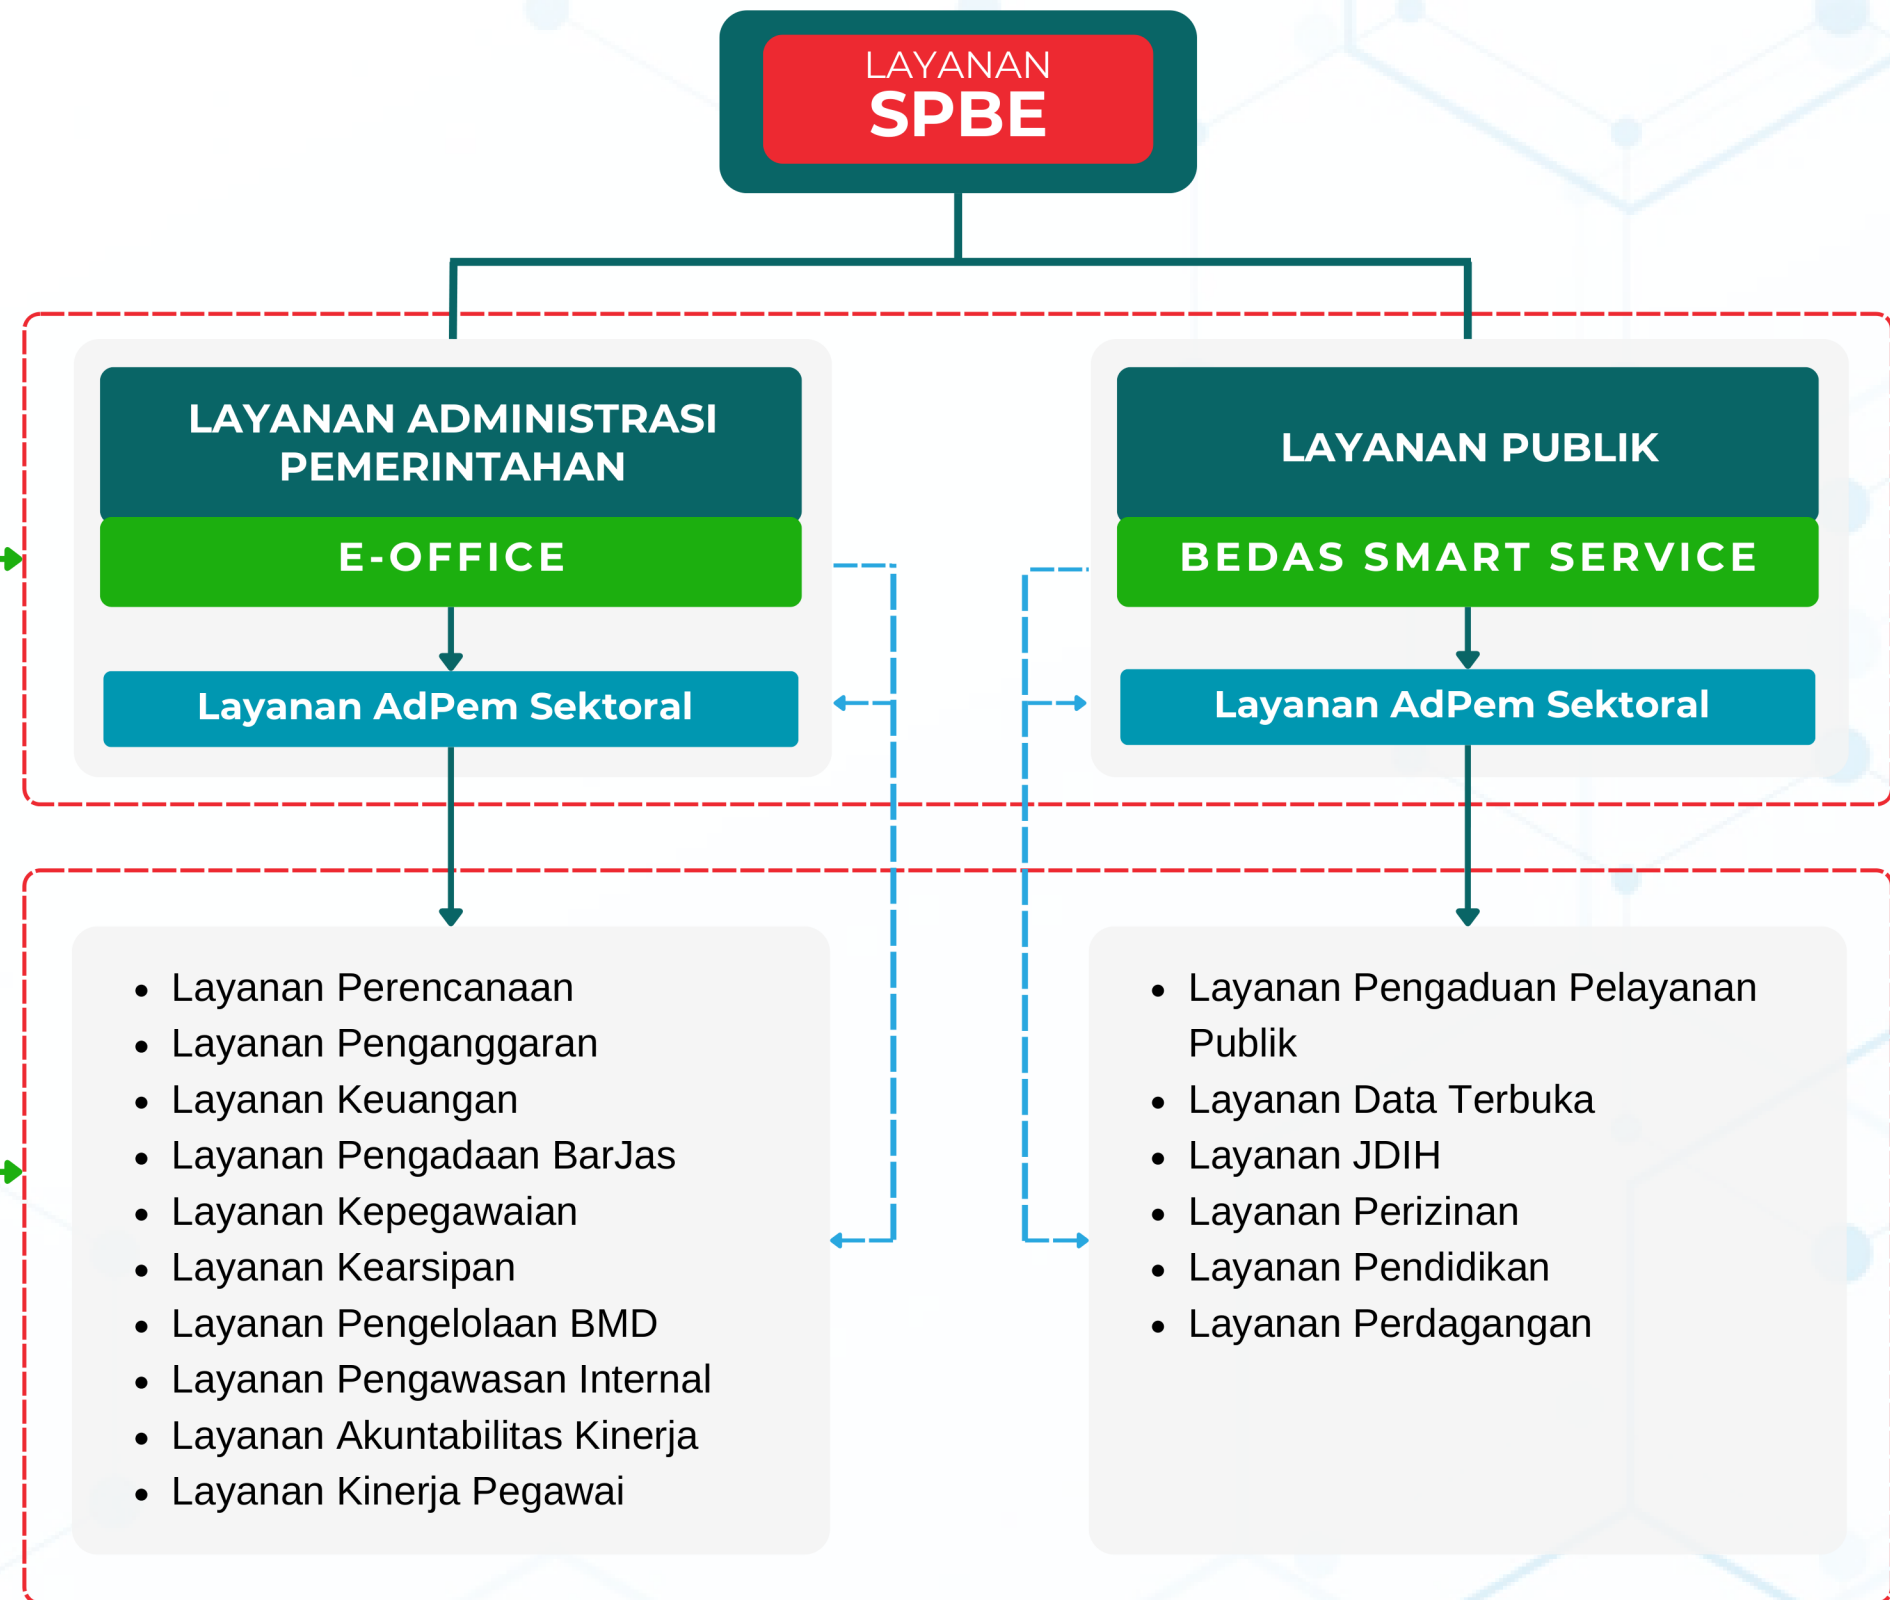 LAYANAN
SPBE
LAYANAN ADMINISTRASI
PEMERINTAHAN
E-OFFICE
Layanan AdPem Sektoral
LAYANAN PUBLIK
BEDAS SMART SERVICE
Layanan AdPem Sektoral
• Layanan Perencanaan
• Layanan Penganggaran
• Layanan Keuangan
• Layanan Pengadaan BarJas
• Layanan Kepegawaian
• Layanan Kearsipan
• Layanan Pengelolaan BMD
• Layanan Pengawasan Internal
• Layanan Akuntabilitas Kinerja
• Layanan Kinerja Pegawai
• Layanan Pengaduan Pelayanan
Publik
• Layanan Data Terbuka
• Layanan JDIH
• Layanan Perizinan
• Layanan Pendidikan
• Layanan Perdagangan